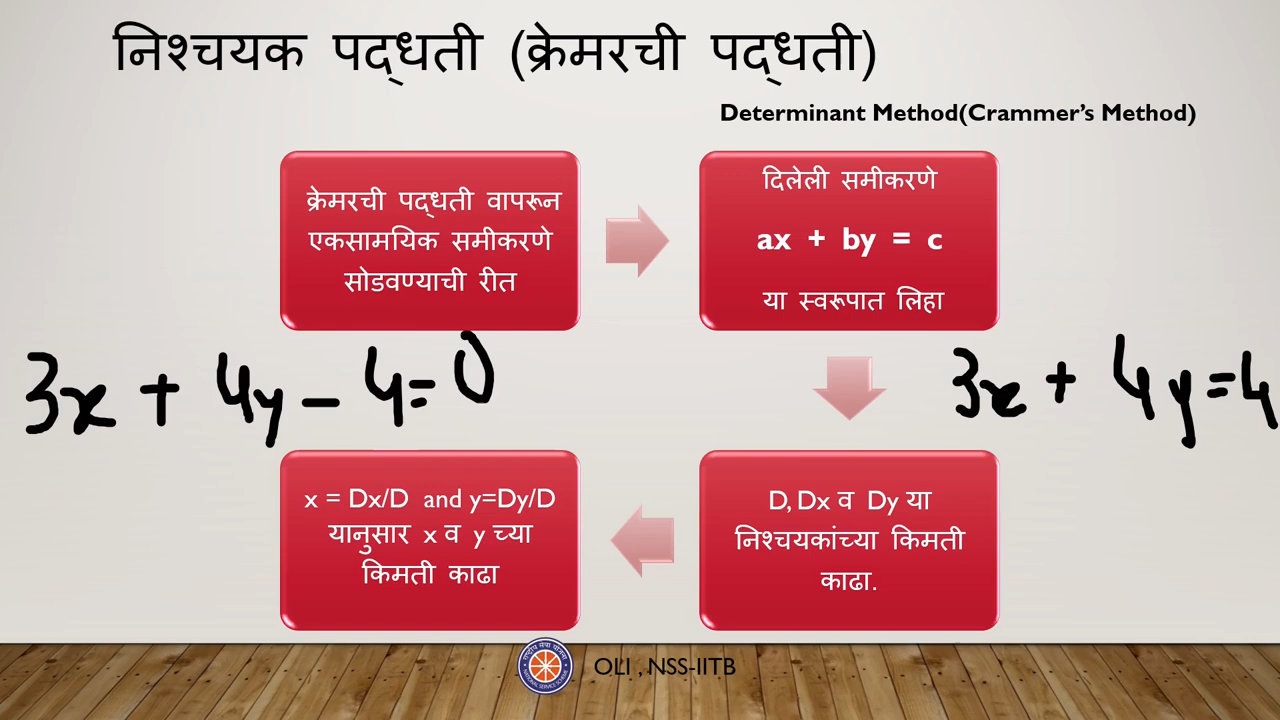 निश्चयक पद्धती (क्रेमरची पद्धती)
Determinant Method(Crammer's Method)
क्रेमरची पद्धती वापरून
एकसामयिक समीकरणे
सोडवण्याची रीत
दिलेली समीकरणे
ax + by = c
या स्वरूपात लिहा
3x + 4y - 4=0
3x + 4y=4
D, Dx व Dy या
निश्चयकांच्या किमती
काढा.
x = Dx/D and y=Dy/D
यानुसार x व y च्या
किमती काढा
OLI , NSS-IITB